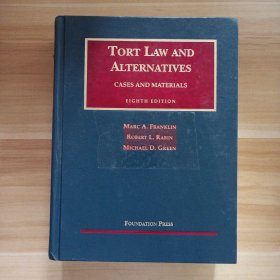 TORT LAW AND
ALTERNATIVES
CASES AND MATERIALS
EIGHTH EDITION
MARC A. FRANKLIN
ROBERT L. RABIN
MICHAEL D. GREEN
FOUNDATION PRESS